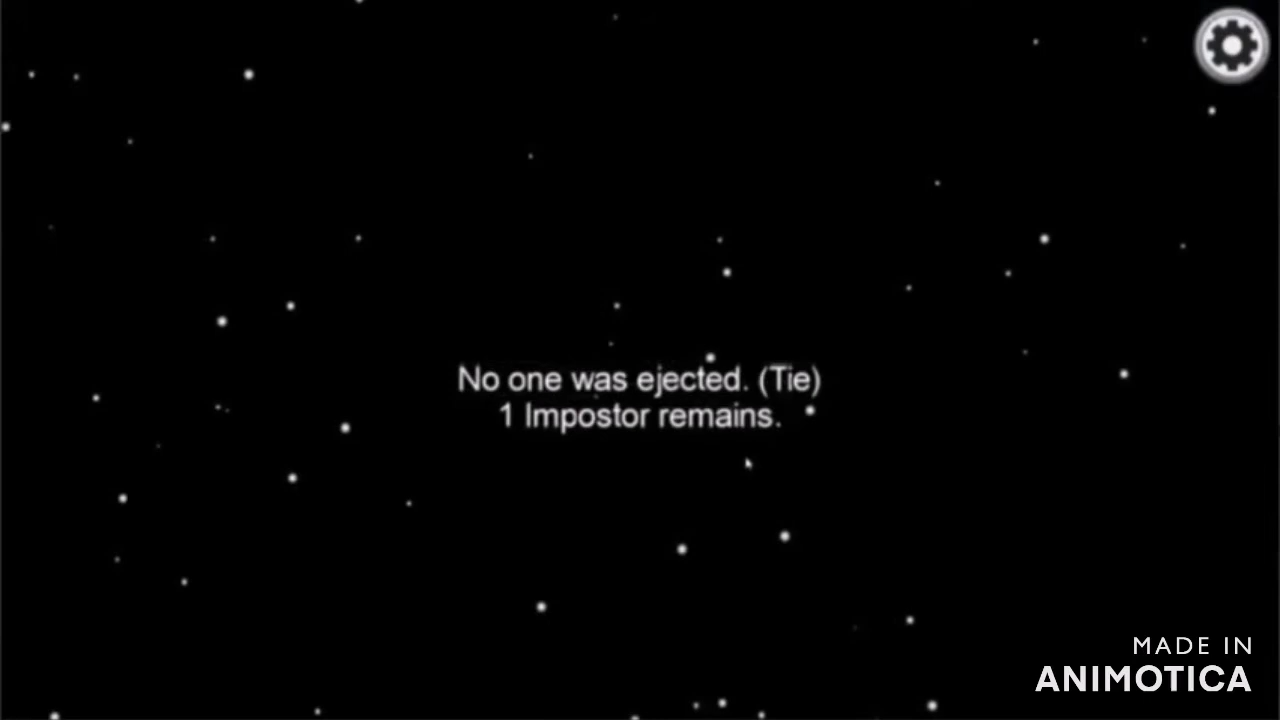 No one was ejected. (Tie)
1 Impostor remains.
MADE IN
ANIMOTICA